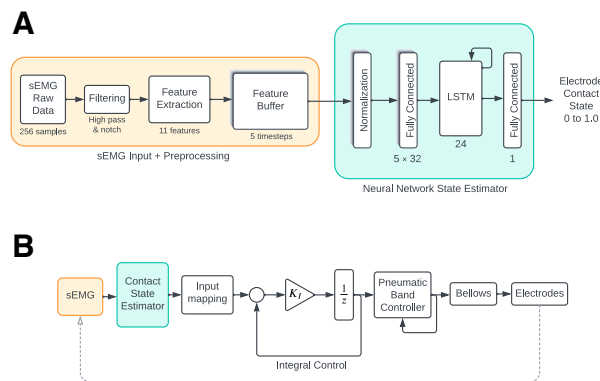 A
sEMG
Raw
Data
256 samples
Filtering
High pass
& notch
Feature
Extraction
11 features
Feature
Buffer
5 timesteps
sEMG Input + Preprocessing
Normalization
Fully Connected
5 × 32
LSTM
24
Fully Connected
1
Neural Network State Estimator
Electrode
Contact
State
0 to 1.0
B
sEMG
Contact
State
Estimator
Input
mapping
K_I
1
z
Integral Control
Pneumatic
Band
Controller
Bellows
Electrodes